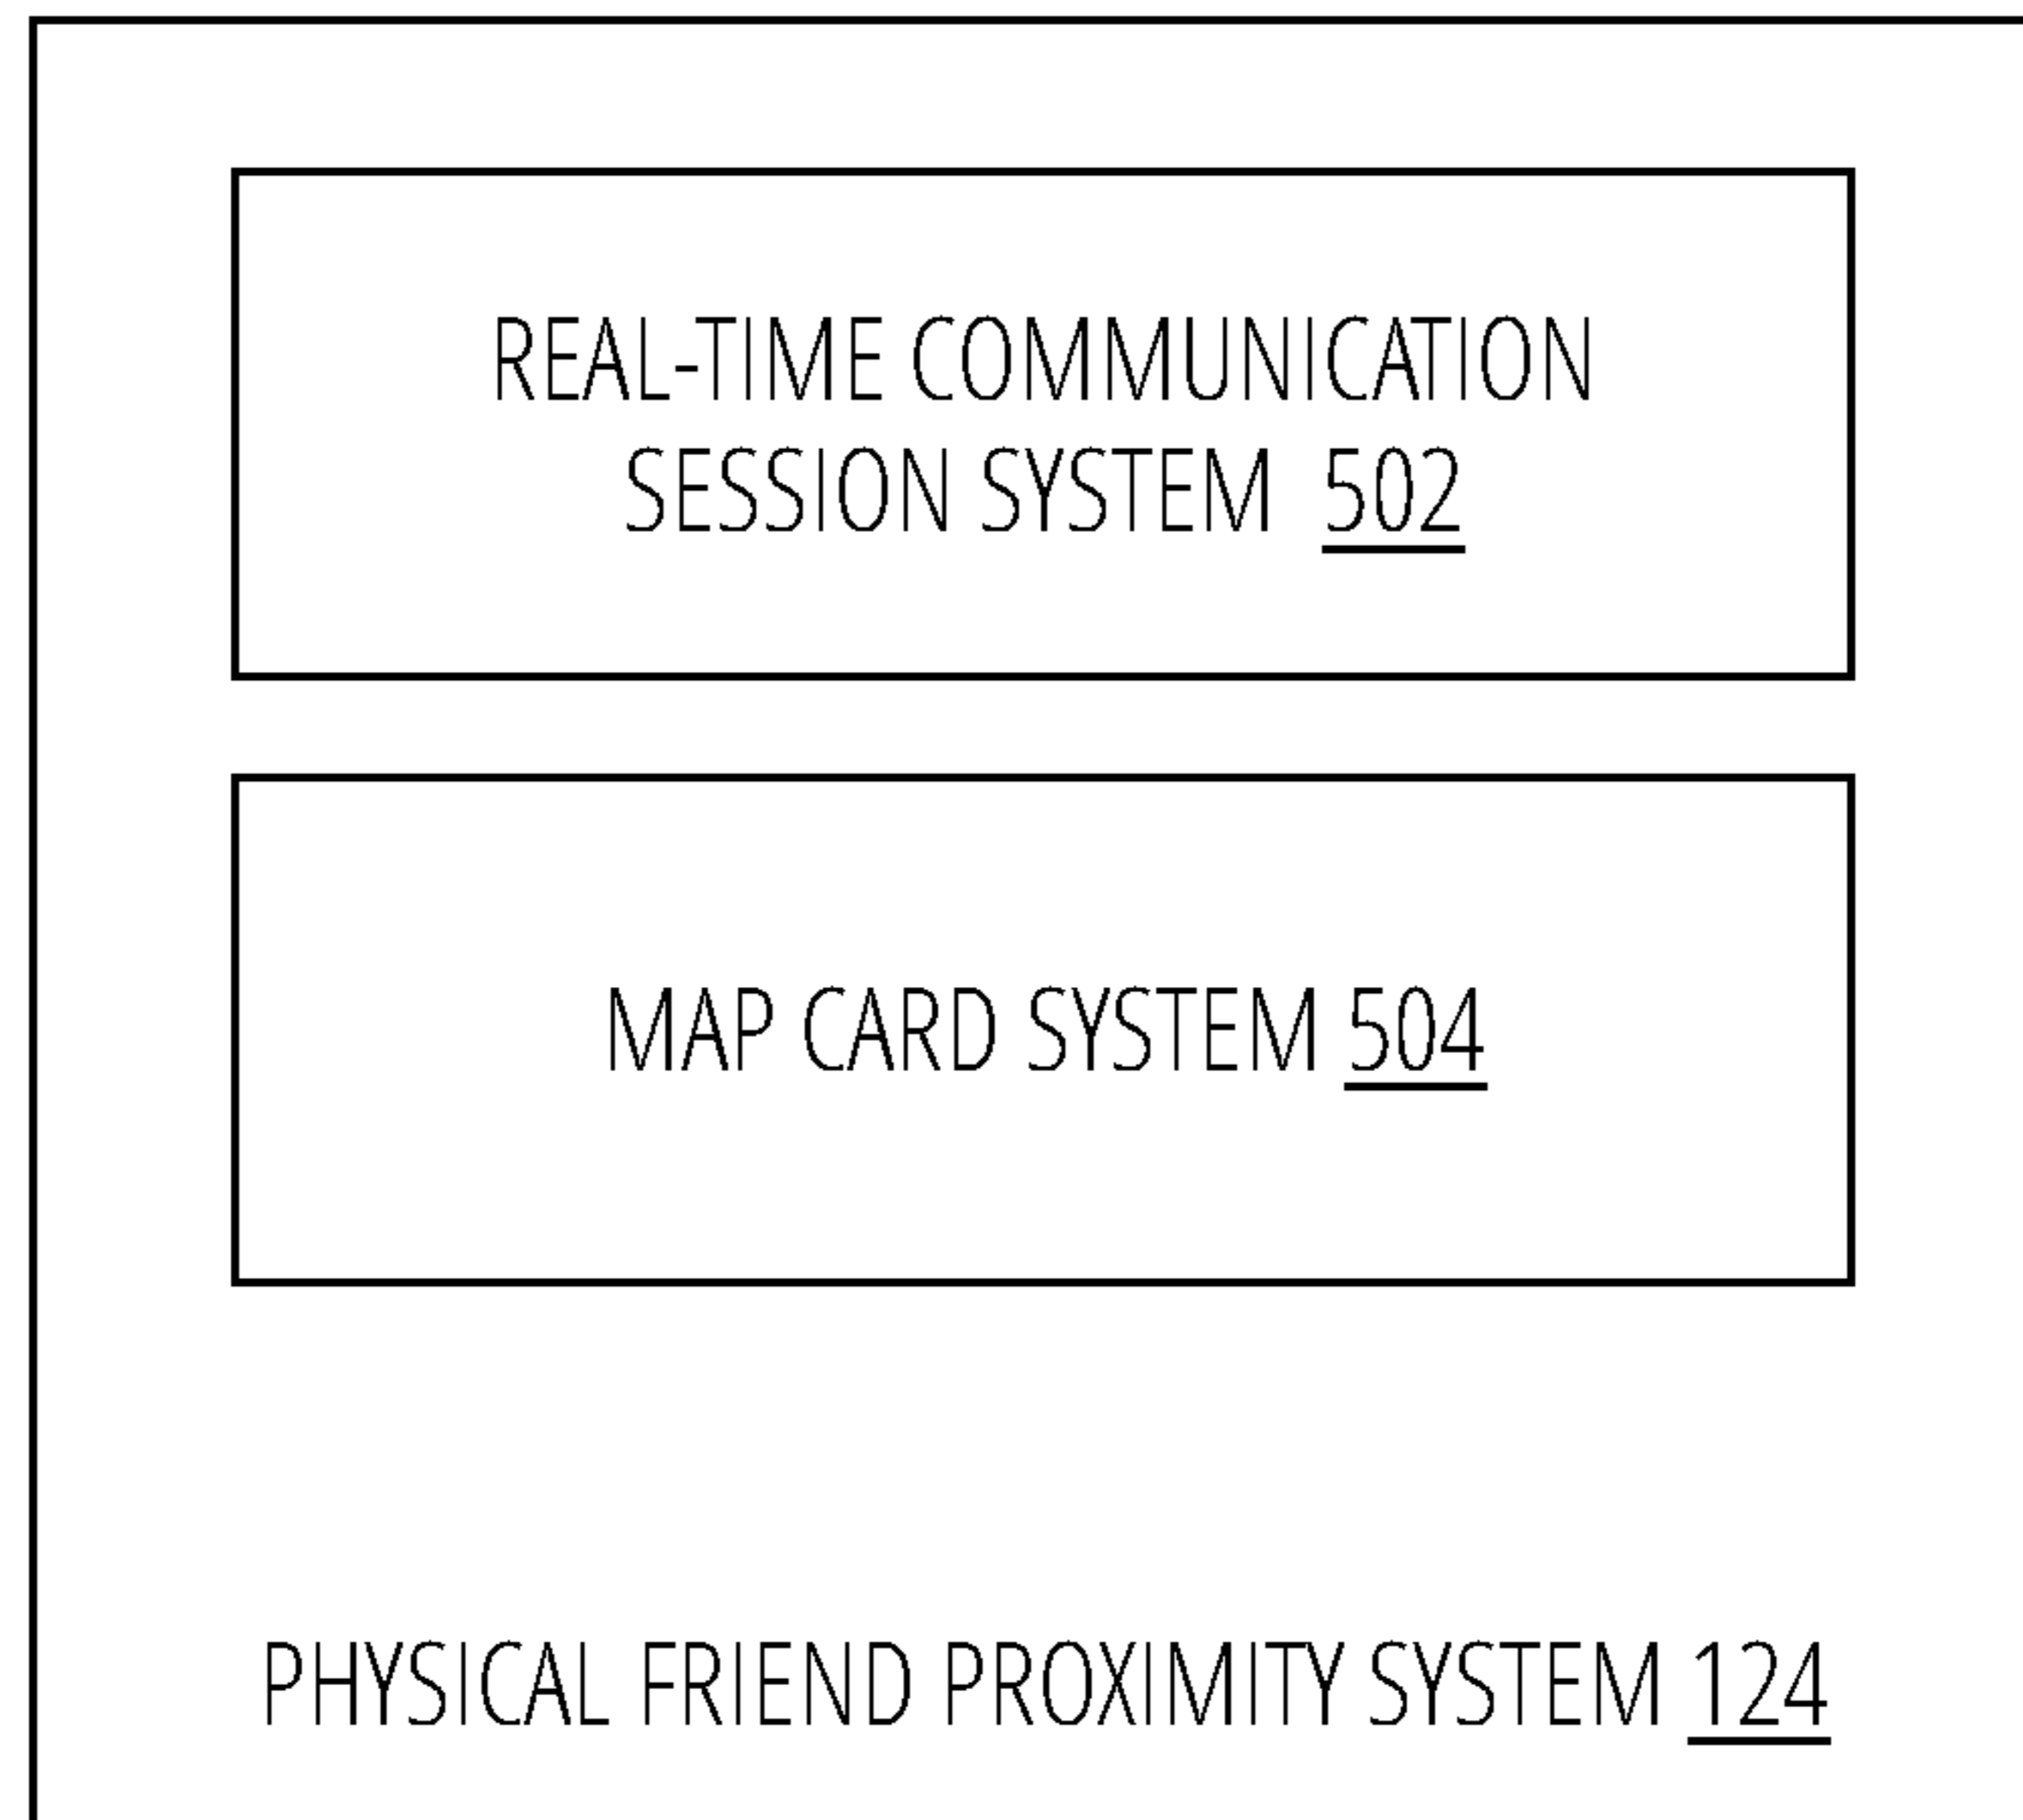 REAL-TIME COMMUNICATION
SESSION SYSTEM 502
MAP CARD SYSTEM 504
PHYSICAL FRIEND PROXIMITY SYSTEM 124